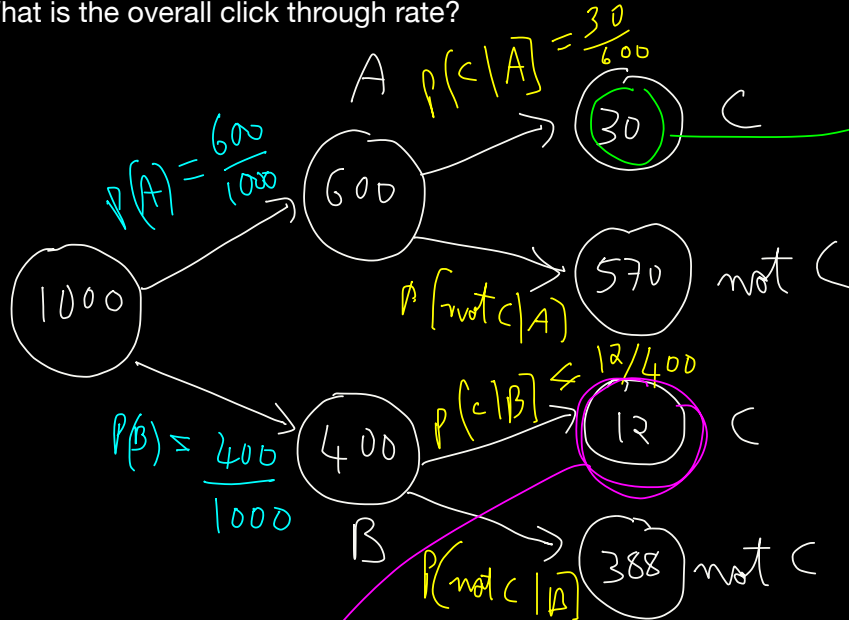 hat is the overall click through rate?
A
P(C|A) = 30/600
30
C
P(A) = 600/1000
600
1000
570
not C
P(not C|A)
P(C|B) = 12/400
12
C
P(B) = 400/1000
400
B
P(not C|B)
388
not C